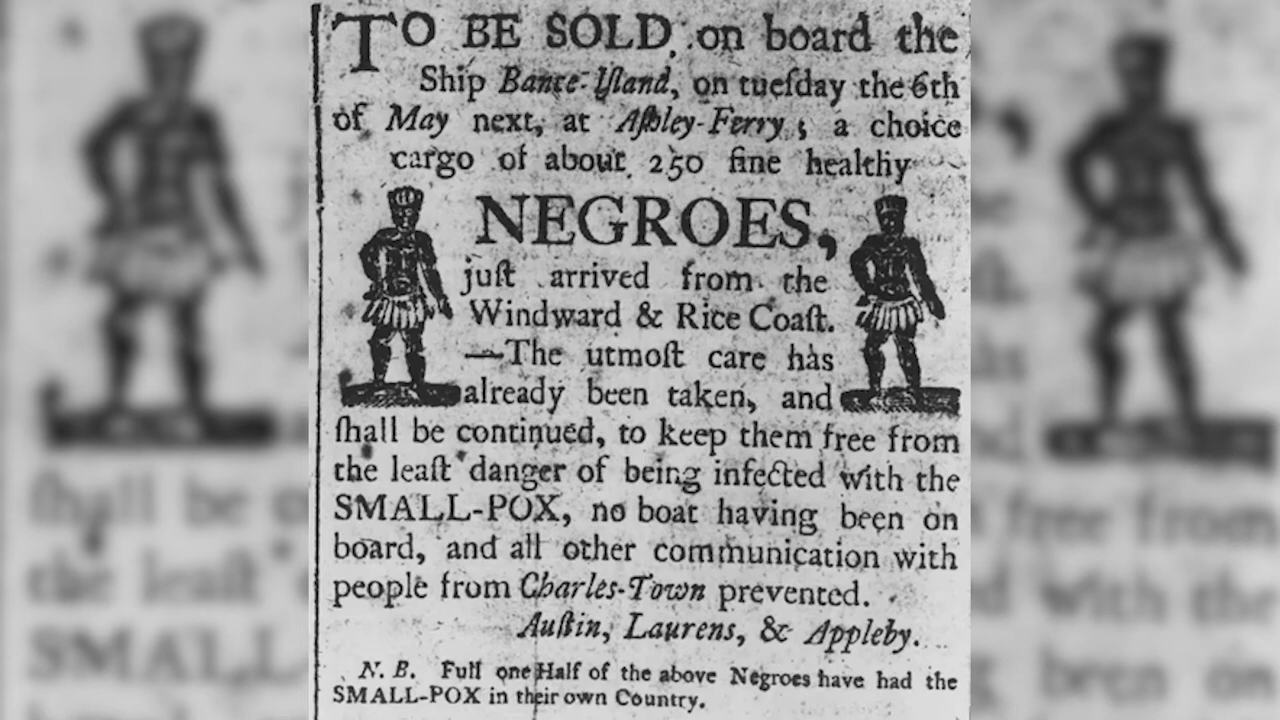 TO BE SOLD, on board the
Ship Bance-Iſland, on tueſday the 6th
of May next, at Aſhley-Ferry; a choice
cargo of about 250 fine healthy
NEGROES,
juſt arrived from the
Windward & Rice Coaſt.
—The utmoſt care has
already been taken, and
ſhall be continued, to keep them free from
the leaſt danger of being infected with the
SMALL-POX, no boat having been on
board, and all other communication with
people from Charles-Town prevented.
Auſtin, Laurens, & Appleby.
N. B. Full one Half of the above Negroes have had the
SMALL-POX in their own Country.